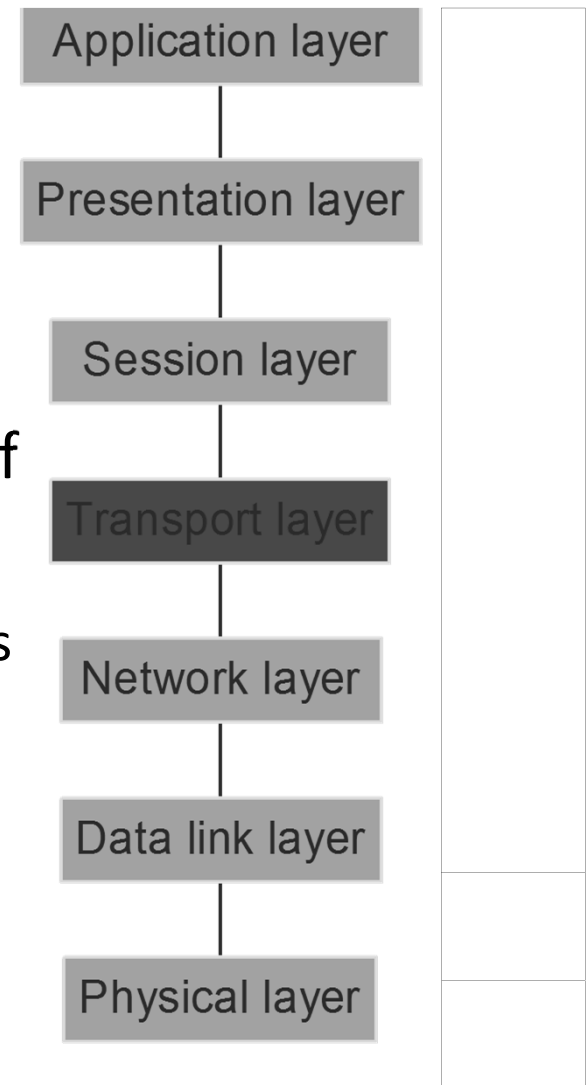 Application layer
Presentation layer
Session layer
f
Transport layer
s
Network layer
Data link layer
Physical layer